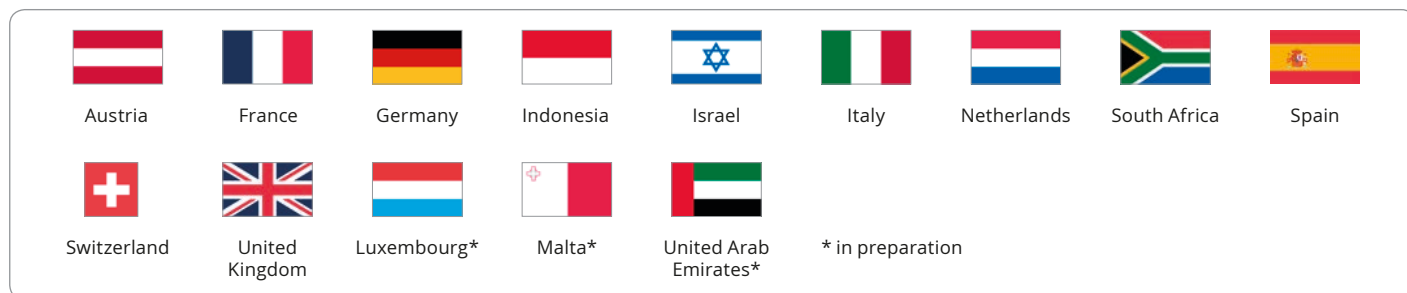 Austria
France
Germany
Indonesia
Israel
Italy
Netherlands
South Africa
Spain
Switzerland
United
Kingdom
Luxembourg*
Malta*
United Arab
Emirates*
* in preparation